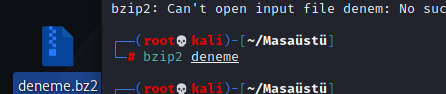 bzip2: Can't open input file denem: No suc
┌──(root💀kali)-[~/Masaüstü]
└─# bzip2 deneme
deneme.bz2
┌──(root💀kali)-[~/Masaüstü]